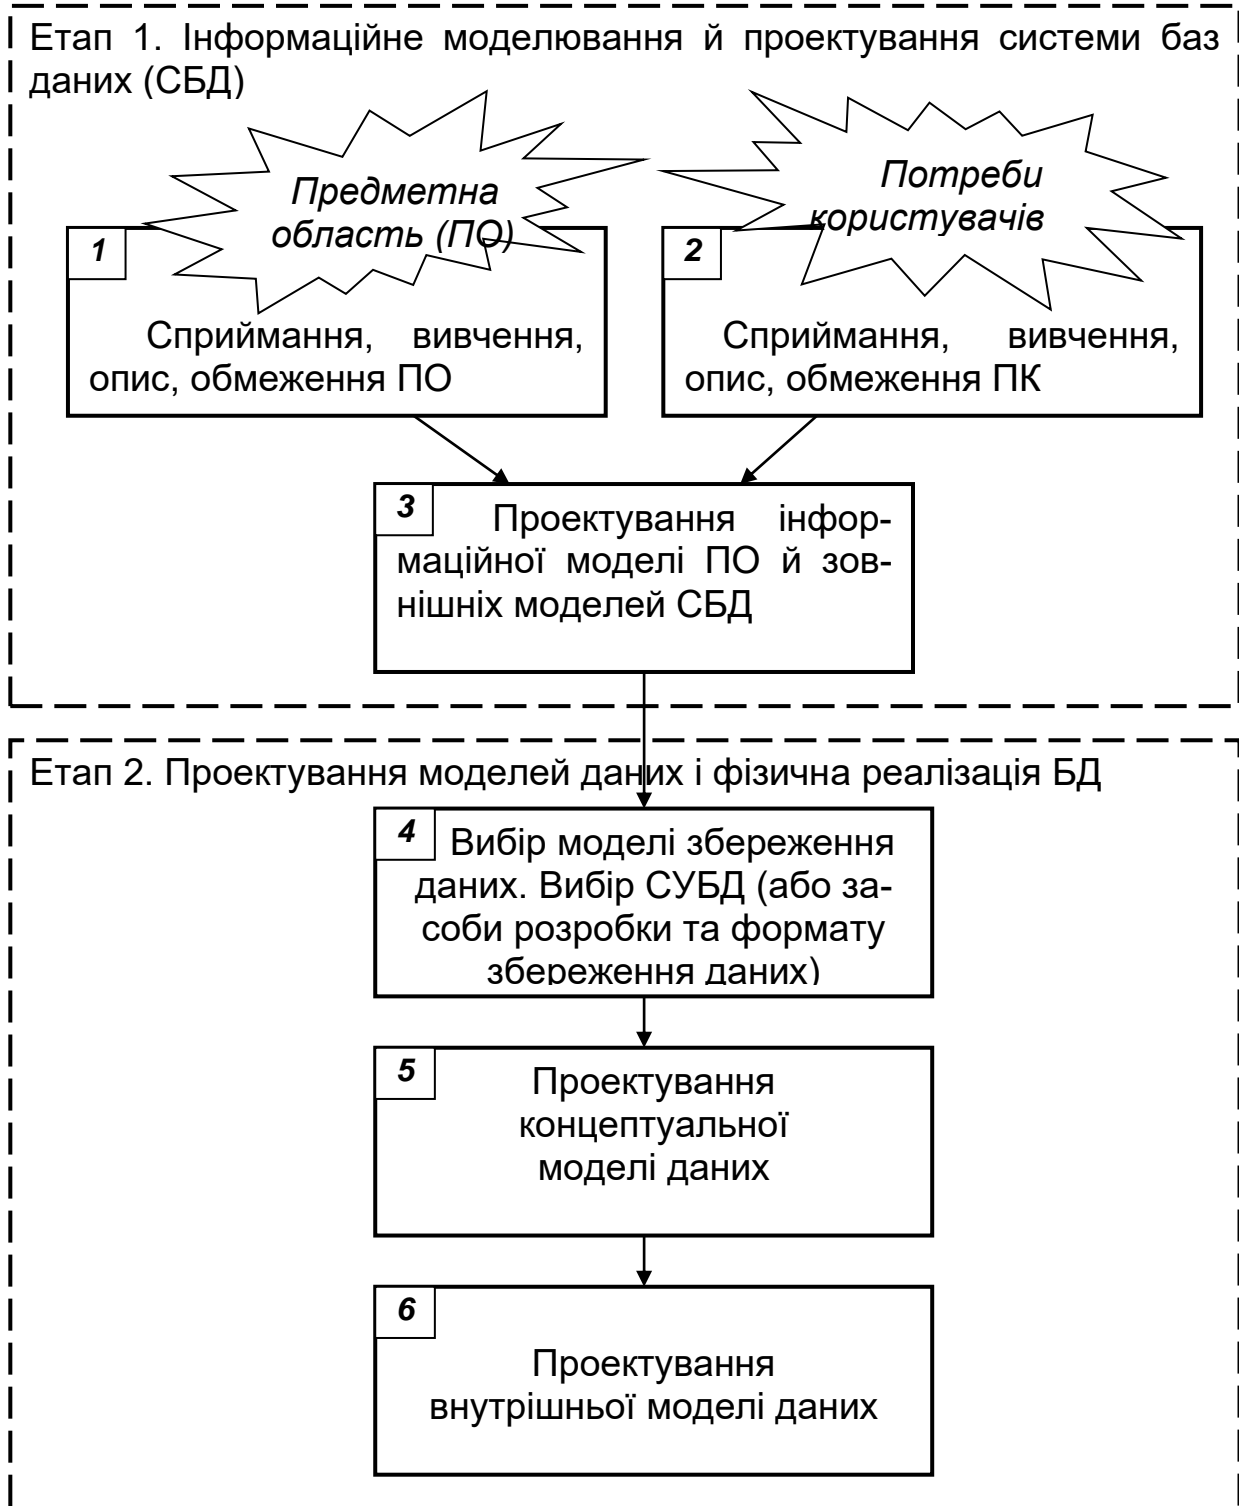 Етап 1. Інформаційне моделювання й проектування системи баз
даних (СБД)
Предметна
область (ПО)
1
Сприймання, вивчення,
опис, обмеження ПО
Потреби
користувачів
2
Сприймання, вивчення,
опис, обмеження ПК
3
Проектування інфор-
маційної моделі ПО й зов-
нішніх моделей СБД
Етап 2. Проектування моделей даних і фізична реалізація БД
4
Вибір моделі збереження
даних. Вибір СУБД (або за-
соби розробки та формату
збереження даних)
5
Проектування
концептуальної
моделі даних
6
Проектування
внутрішньої моделі даних